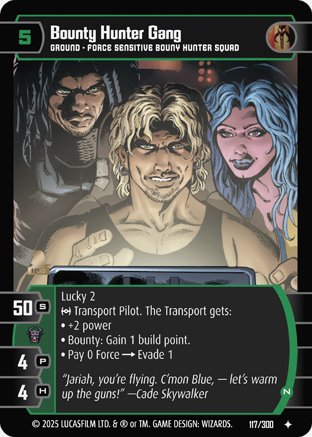 5 Bounty Hunter Gang
GROUND - FORCE SENSITIVE BOUNY HUNTER SQUAD
50 S
4 P
4 H
Lucky 2
Transport Pilot. The Transport gets:
• +2 power
• Bounty: Gain 1 build point.
• Pay 0 Force → Evade 1
“Jariah, you’re flying. C’mon Blue, — let’s warm
up the guns!” —Cade Skywalker
N
© 2025 LUCASFILM LTD. & ® or TM. GAME DESIGN: WIZARDS. 117/300